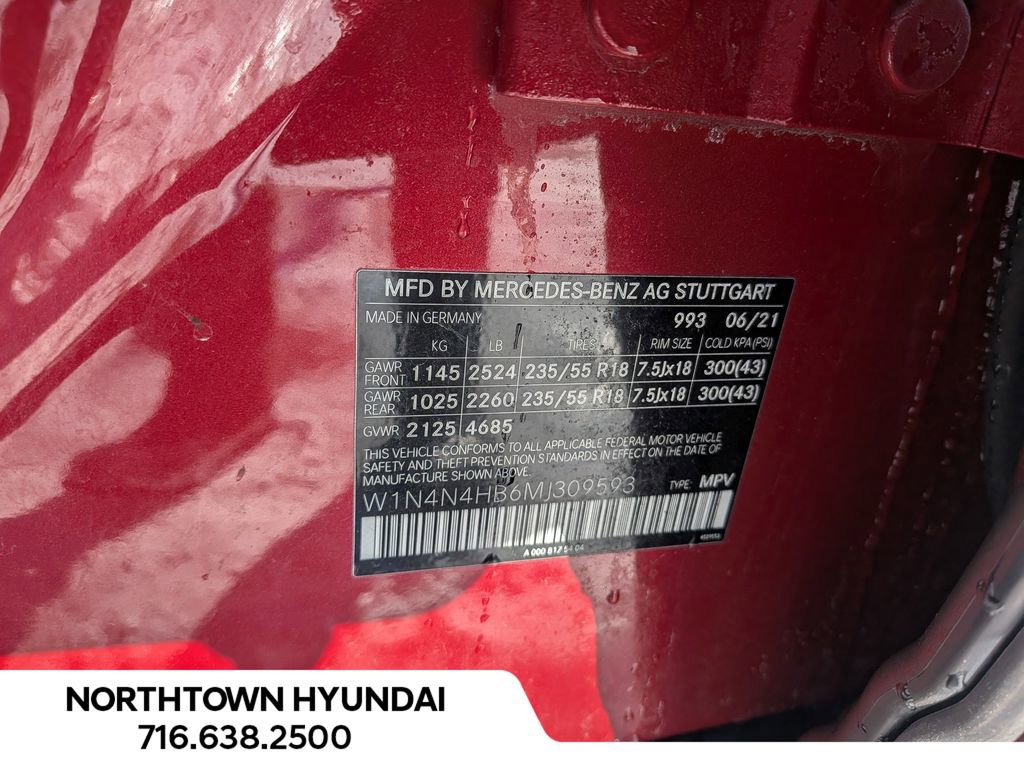 MFD BY MERCEDES-BENZ AG STUTTGART
MADE IN GERMANY 993 06/21
KG LB TIRES RIM SIZE COLD KPA (PSI)
GAWR FRONT 1145 2524 235/55 R18 7.5Jx18 300(43)
GAWR REAR 1025 2260 235/55 R18 7.5Jx18 300(43)
GVWR 2125 4685
THIS VEHICLE CONFORMS TO ALL APPLICABLE FEDERAL MOTOR VEHICLE
SAFETY AND THEFT PREVENTION STANDARDS IN EFFECT ON THE DATE OF
MANUFACTURE SHOWN ABOVE.
W1N4N4HB6MJ309593 TYPE: MPV
A 000 817 54 04
NORTHTOWN HYUNDAI
716.638.2500